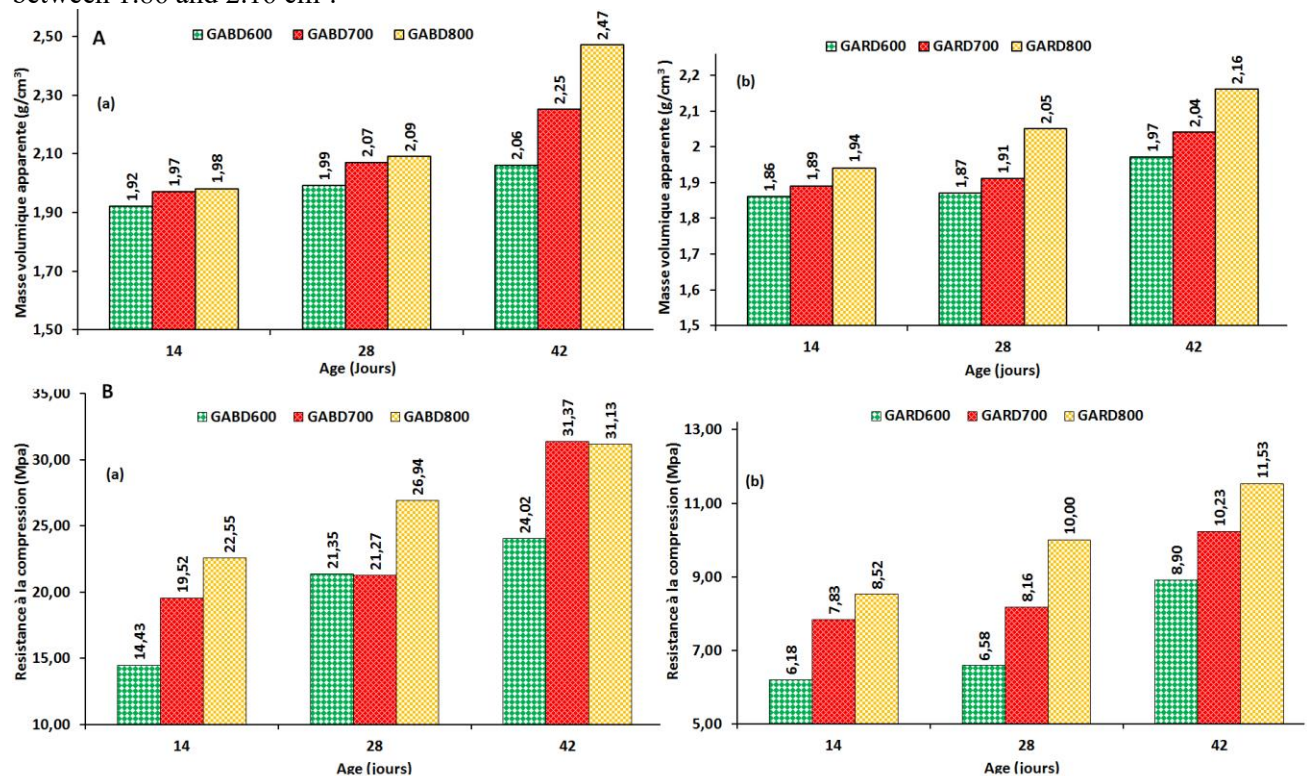 between 1.86 and 2.16 cm³.
A
GABD600 GABD700 GABD800
(a)
Masse volumique apparente (g/cm³)
2,50
2,30
2,10
1,90
1,70
1,50
1,92
1,97
1,98
1,99
2,07
2,09
2,06
2,25
2,47
14 28 42
Age (Jours)
GARD600 GARD700 GARD800
(b)
Masse volumique apparente (g/cm³ )
2,2
2,1
2
1,9
1,8
1,7
1,6
1,5
1,86
1,89
1,94
1,87
1,91
2,05
1,97
2,04
2,16
14 28 42
Age (jours)
B
GABD600 GABD700 GABD800
(a)
Resistance à la compression (Mpa)
35,00
30,00
25,00
20,00
15,00
10,00
14,43
19,52
22,55
21,35
21,27
26,94
24,02
31,37
31,13
14 28 42
Age (jours)
GARD600 GARD700 GARD800
(b)
Resistance à la compression (Mpa)
13,00
11,00
9,00
7,00
5,00
6,18
7,83
8,52
6,58
8,16
10,00
8,90
10,23
11,53
14 28 42
Age (jours)